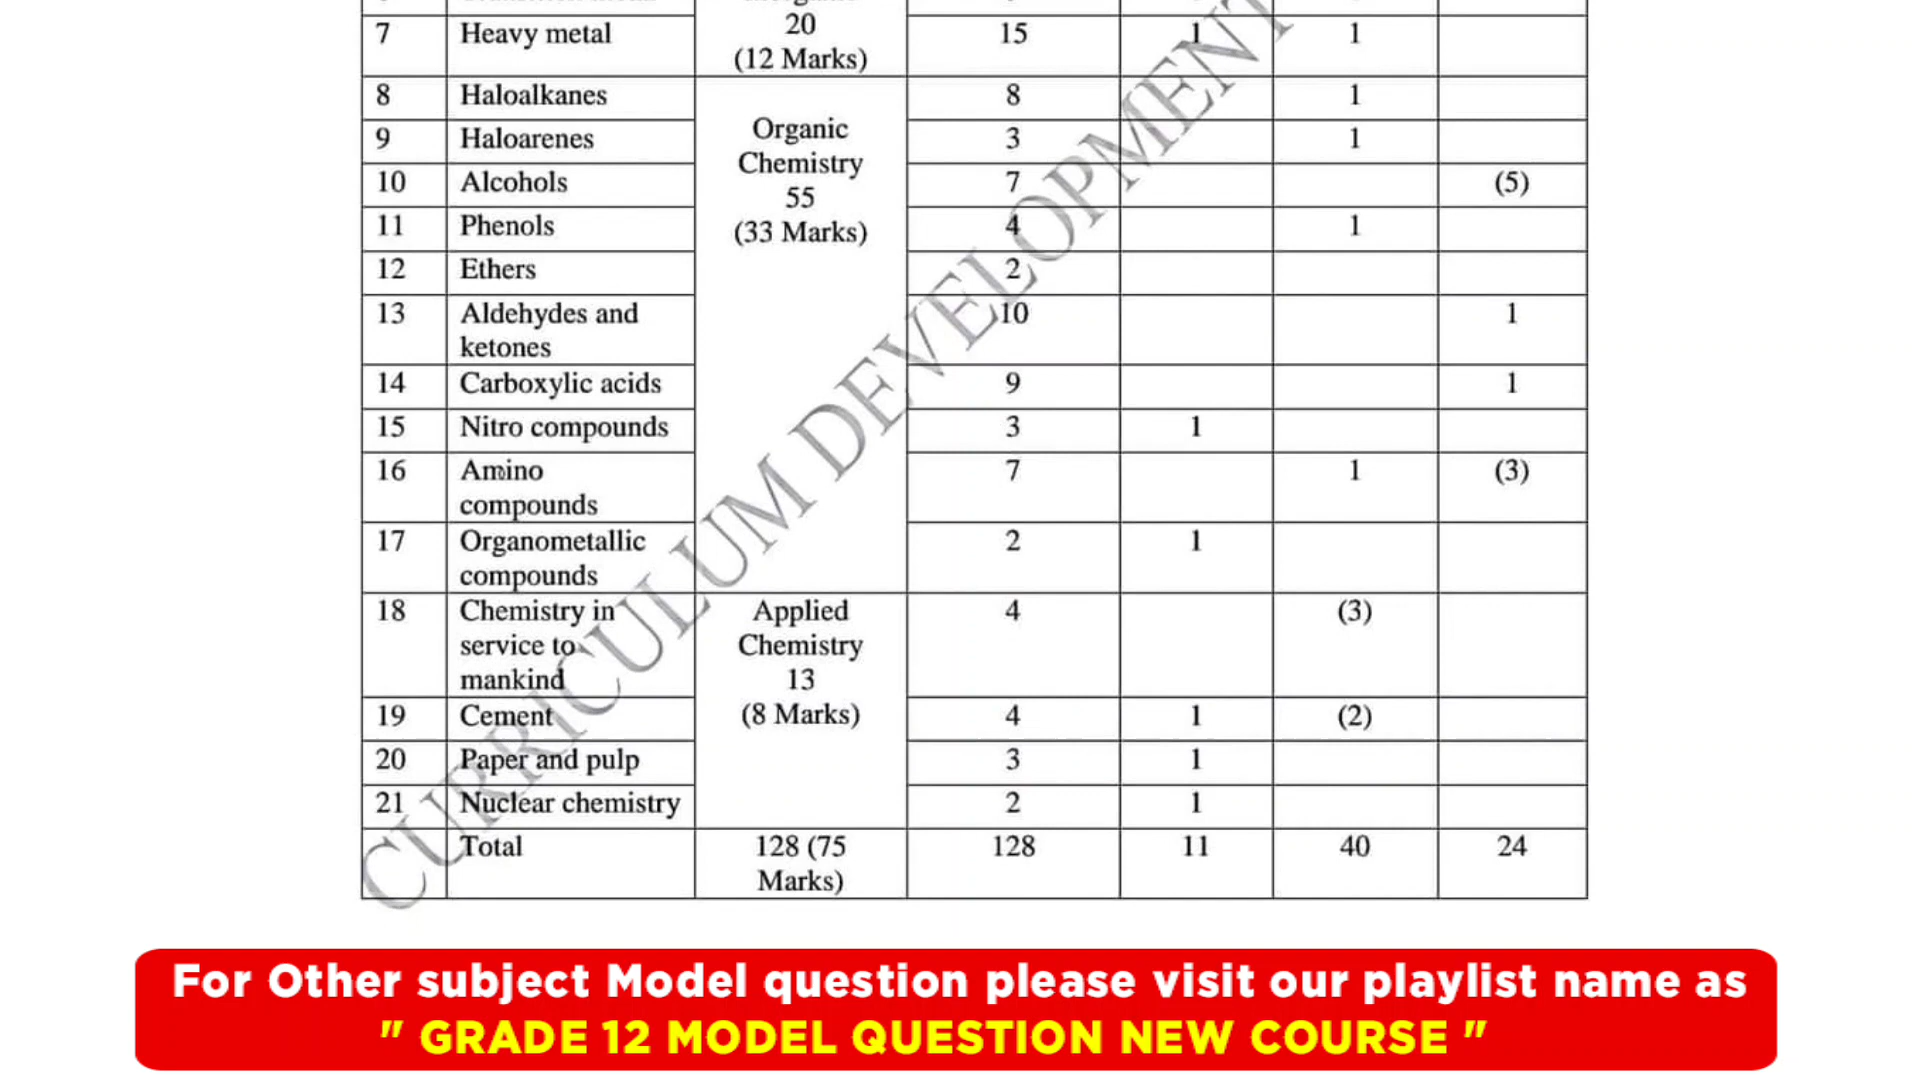 20
7 Heavy metal 15 1 1
(12 Marks)
8 Haloalkanes 8 1
Organic
9 Haloarenes 3 1
Chemistry
10 Alcohols 7 (5)
55
11 Phenols 4 1
(33 Marks)
12 Ethers 2
13 Aldehydes and 10 1
ketones
14 Carboxylic acids 9 1
15 Nitro compounds 3 1
16 Amino 7 1 (3)
compounds
17 Organometallic 2 1
compounds
18 Chemistry in Applied 4 (3)
service to Chemistry
mankind 13
19 Cement (8 Marks) 4 1 (2)
20 Paper and pulp 3 1
21 Nuclear chemistry 2 1
Total 128 (75 128 11 40 24
Marks)
CURRICULUM DEVELOPMENT
For Other subject Model question please visit our playlist name as
" GRADE 12 MODEL QUESTION NEW COURSE "